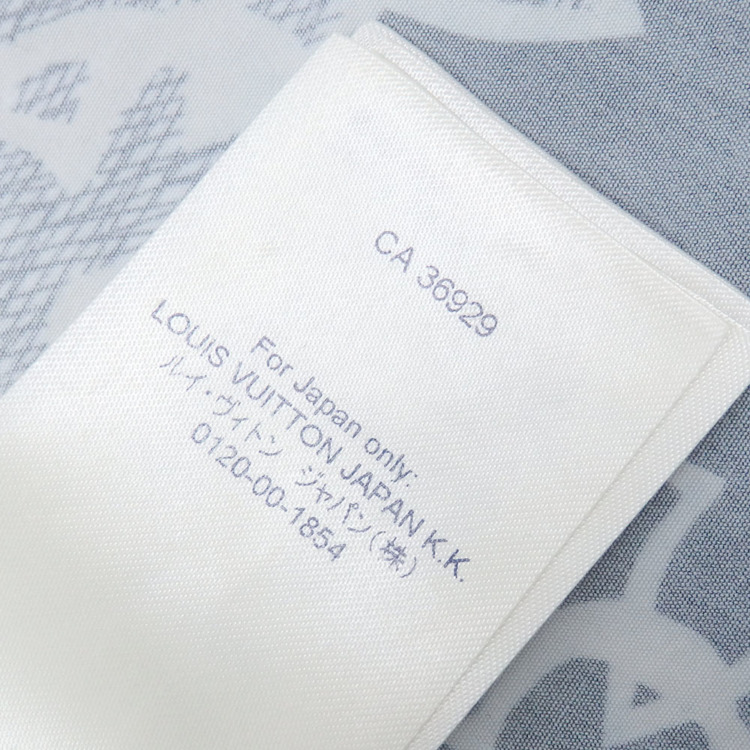 CA 36929
For Japan only:
LOUIS VUITTON JAPAN K.K.
ルイ・ヴィトン ジャパン(株)
0120-00-1854